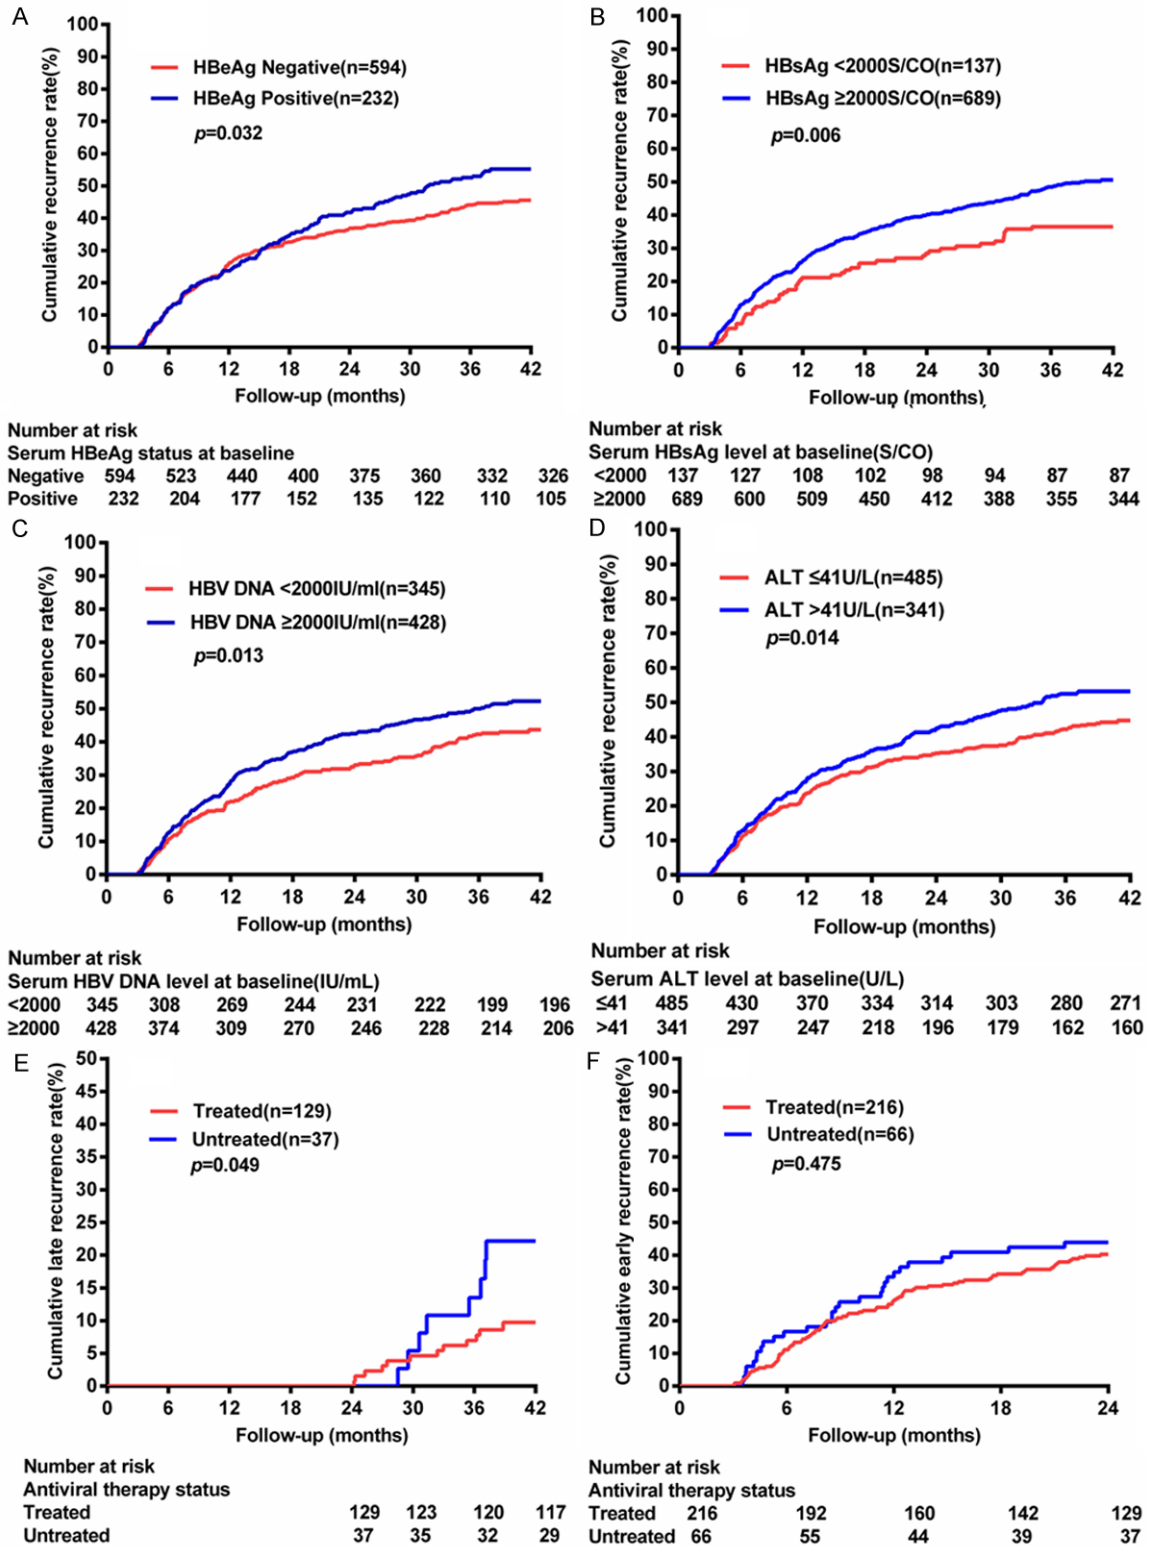 A
Cumulative recurrence rate(%)
100
90
80
70
60
50
40
30
20
10
0
HBeAg Negative(n=594)
HBeAg Positive(n=232)
p=0.032
0 6 12 18 24 30 36 42
Follow-up (months)
Number at risk
Serum HBeAg status at baseline
Negative 594 523 440 400 375 360 332 326
Positive 232 204 177 152 135 122 110 105
B
Cumulative recurrence rate(%)
100
90
80
70
60
50
40
30
20
10
0
HBsAg <2000S/CO(n=137)
HBsAg ≥2000S/CO(n=689)
p=0.006
0 6 12 18 24 30 36 42
Follow-up (months)
Number at risk
Serum HBsAg level at baseline(S/CO)
<2000 137 127 108 102 98 94 87 87
≥2000 689 600 509 450 412 388 355 344
C
Cumulative recurrence rate(%)
100
90
80
70
60
50
40
30
20
10
0
HBV DNA <2000IU/ml(n=345)
HBV DNA ≥2000IU/ml(n=428)
p=0.013
0 6 12 18 24 30 36 42
Follow-up (months)
Number at risk
Serum HBV DNA level at baseline(IU/mL)
<2000 345 308 269 244 231 222 199 196
≥2000 428 374 309 270 246 228 214 206
D
Cumulative recurrence rate(%)
100
90
80
70
60
50
40
30
20
10
0
ALT ≤41U/L(n=485)
ALT >41U/L(n=341)
p=0.014
0 6 12 18 24 30 36 42
Follow-up (months)
Number at risk
Serum ALT level at baseline(U/L)
≤41 485 430 370 334 314 303 280 271
>41 341 297 247 218 196 179 162 160
E
Cumulative late recurrence rate(%)
50
45
40
35
30
25
20
15
10
5
0
Treated(n=129)
Untreated(n=37)
p=0.049
0 6 12 18 24 30 36 42
Follow-up (months)
Number at risk
Antiviral therapy status
Treated 129 123 120 117
Untreated 37 35 32 29
F
Cumulative early recurrence rate(%)
100
90
80
70
60
50
40
30
20
10
0
Treated(n=216)
Untreated(n=66)
p=0.475
0 6 12 18 24
Follow-up (months)
Number at risk
Antiviral therapy status
Treated 216 192 160 142 129
Untreated 66 55 44 39 37